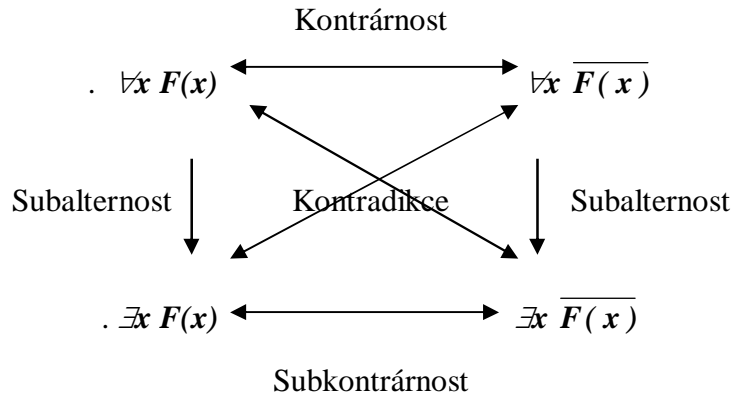 Kontrárnost
. ∀x F(x) ∀x F̅(̅ ̅x̅ ̅)̅
Subalternost Kontradikce Subalternost
. ∃x F(x) ∃x F̅(̅ ̅x̅ ̅)̅
Subkontrárnost